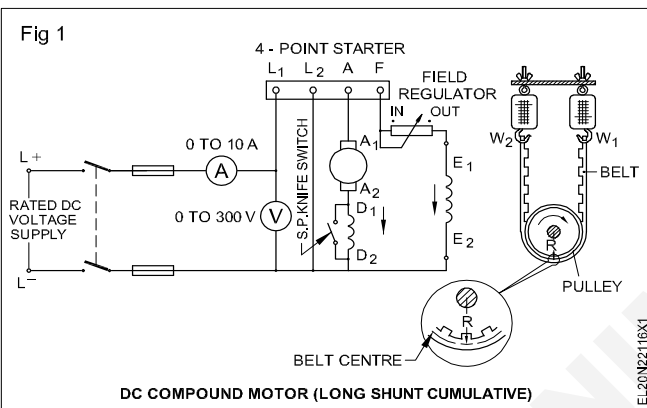 Fig 1
4 - POINT STARTER
L1 L2 A F
FIELD
REGULATOR
IN OUT
L+
0 TO 10 A
A
S.P.KNIFE SWITCH
A1
A2
E1
RATED DC
VOLTAGE
SUPPLY
0 TO 300 V
V
D1
D2
E2
L–
W2
W1
BELT
R
PULLEY
R
BELT CENTRE
DC COMPOUND MOTOR (LONG SHUNT CUMULATIVE)
EL20N22116X1